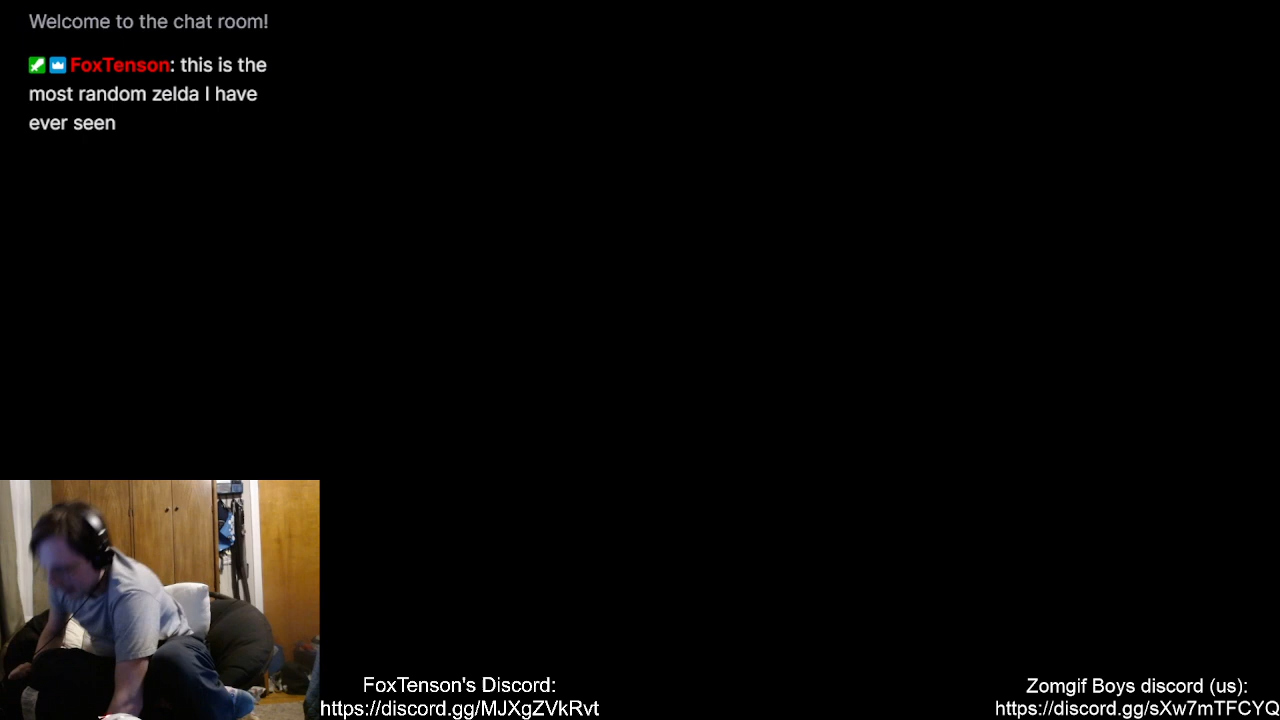 Welcome to the chat room!
FoxTenson: this is the
most random zelda I have
ever seen
FoxTenson's Discord:
https://discord.gg/MJXgZVkRvt
Zomgif Boys discord (us):
https://discord.gg/sXw7mTFCYQ